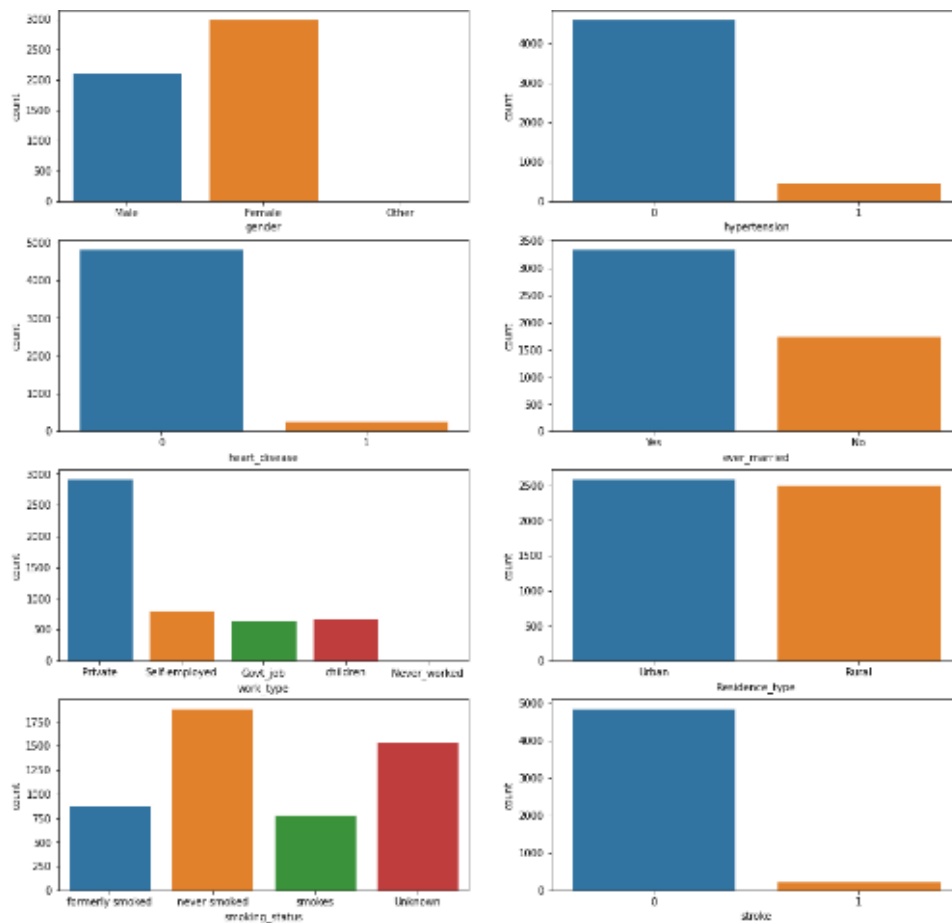 3000
2500
2000
1500
1000
500
0
count
Male Female Other
gender
4000
3000
2000
1000
0
count
0 1
hypertension
5000
4000
3000
2000
1000
0
count
0 1
heart_disease
3500
3000
2500
2000
1500
1000
500
0
count
Yes No
ever_married
3000
2500
2000
1500
1000
500
0
count
Private Self-employed Govt_job children Never_worked
work_type
2500
2000
1500
1000
500
0
count
Urban Rural
Residence_type
1750
1500
1250
1000
750
500
250
0
count
formerly smoked never smoked smokes Unknown
smoking_status
5000
4000
3000
2000
1000
0
count
0 1
stroke